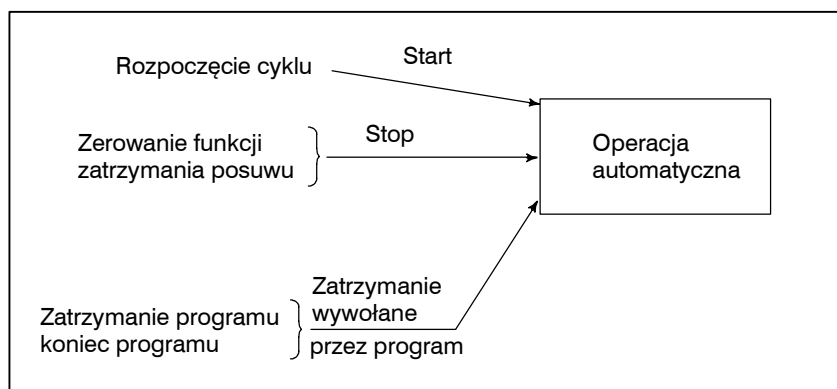 Rozpoczęcie cyklu
Start
Zerowanie funkcji
zatrzymania posuwu
Stop
Operacja
automatyczna
Zatrzymanie programu
koniec programu
Zatrzymanie
wywołane
przez program